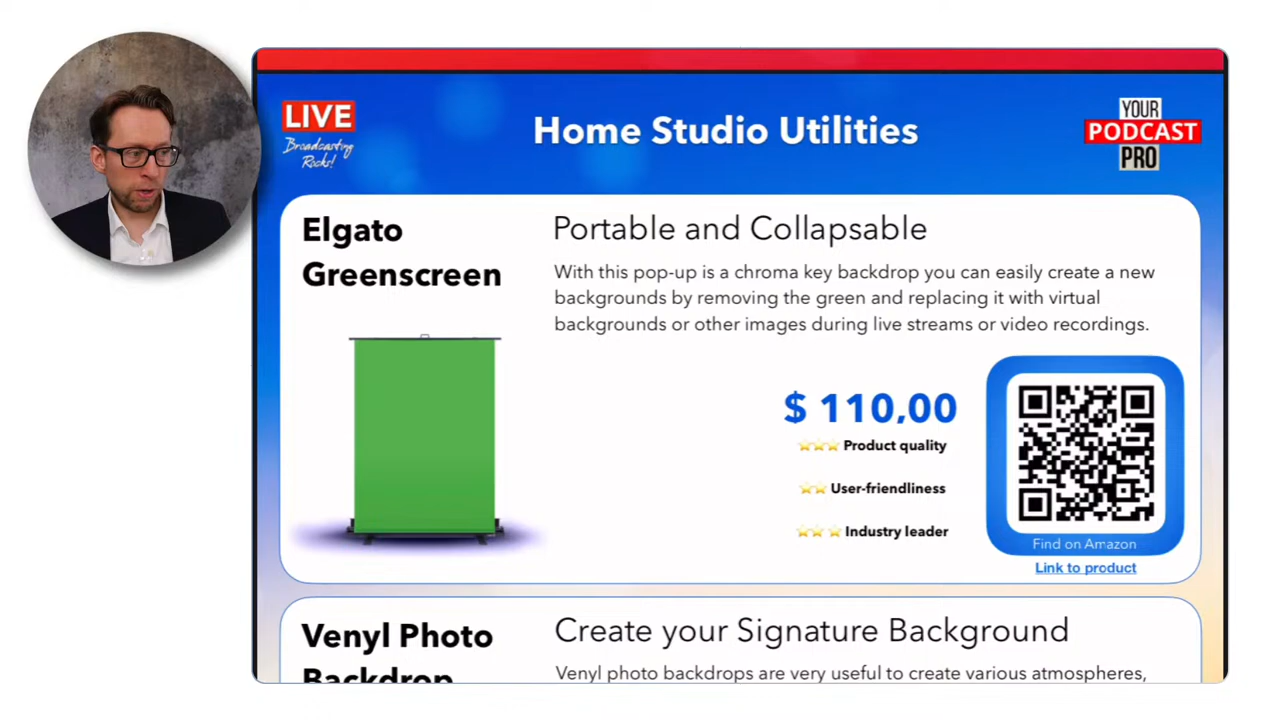 LIVE
Broadcasting
Rocks!
Home Studio Utilities
YOUR
PODCAST
PRO
Elgato
Greenscreen
Portable and Collapsable
With this pop-up is a chroma key backdrop you can easily create a new
backgrounds by removing the green and replacing it with virtual
backgrounds or other images during live streams or video recordings.
$ 110,00
Product quality
User-friendliness
Industry leader
Find on Amazon
Link to product
Venyl Photo
Backdrop
Create your Signature Background
Venyl photo backdrops are very useful to create various atmospheres,